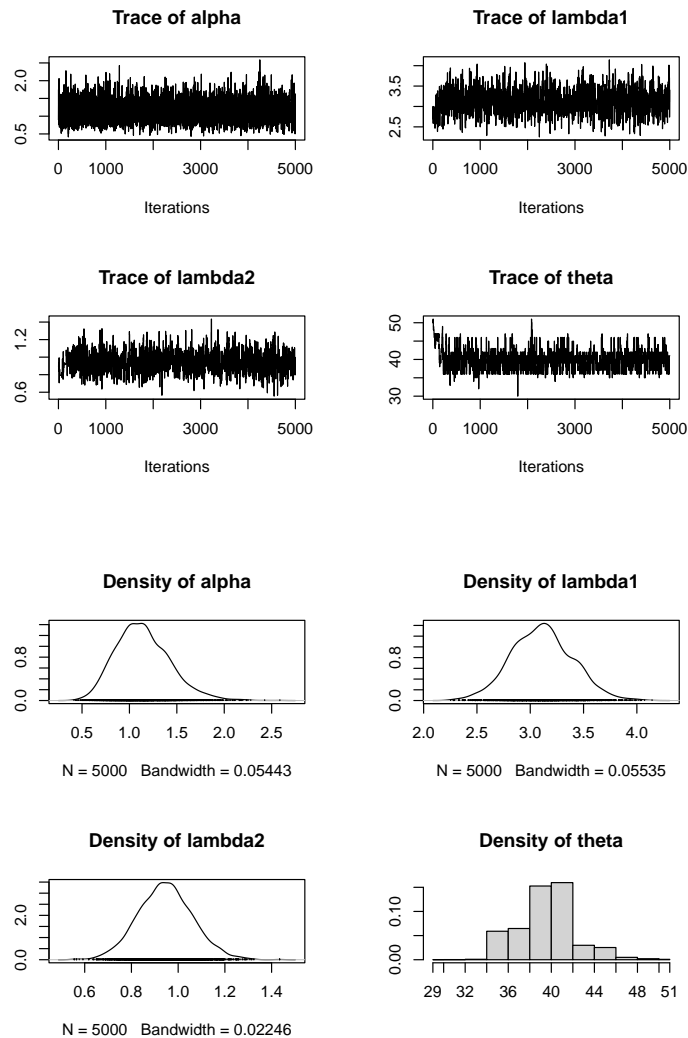 Trace of alpha
0.5 2.0
0 1000 3000 5000
Iterations
Trace of lambda1
2.5 3.5
0 1000 3000 5000
Iterations
Trace of lambda2
0.6 1.2
0 1000 3000 5000
Iterations
Trace of theta
30 40 50
0 1000 3000 5000
Iterations
Density of alpha
0.0 0.8
0.5 1.0 1.5 2.0 2.5
N = 5000 Bandwidth = 0.05443
Density of lambda1
0.0 0.8
2.0 2.5 3.0 3.5 4.0
N = 5000 Bandwidth = 0.05535
Density of lambda2
0.0 2.0
0.6 0.8 1.0 1.2 1.4
N = 5000 Bandwidth = 0.02246
Density of theta
0.00 0.10
29 32 36 40 44 48 51